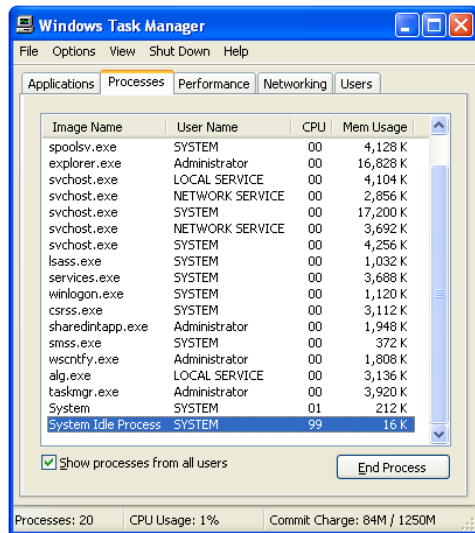 Windows Task Manager
File Options View Shut Down Help
Applications Processes Performance Networking Users
Image Name User Name CPU Mem Usage
spoolsv.exe SYSTEM 00 4,128 K
explorer.exe Administrator 00 16,828 K
svchost.exe LOCAL SERVICE 00 4,104 K
svchost.exe NETWORK SERVICE 00 2,856 K
svchost.exe SYSTEM 00 17,200 K
svchost.exe NETWORK SERVICE 00 3,692 K
svchost.exe SYSTEM 00 4,256 K
lsass.exe SYSTEM 00 1,032 K
services.exe SYSTEM 00 3,688 K
winlogon.exe SYSTEM 00 1,120 K
csrss.exe SYSTEM 00 3,112 K
sharedintapp.exe Administrator 00 1,948 K
smss.exe SYSTEM 00 372 K
wscntfy.exe Administrator 00 1,808 K
alg.exe LOCAL SERVICE 00 3,136 K
taskmgr.exe Administrator 00 3,920 K
System SYSTEM 01 212 K
System Idle Process SYSTEM 99 16 K
Show processes from all users End Process
Processes: 20 CPU Usage: 1% Commit Charge: 84M / 1250M